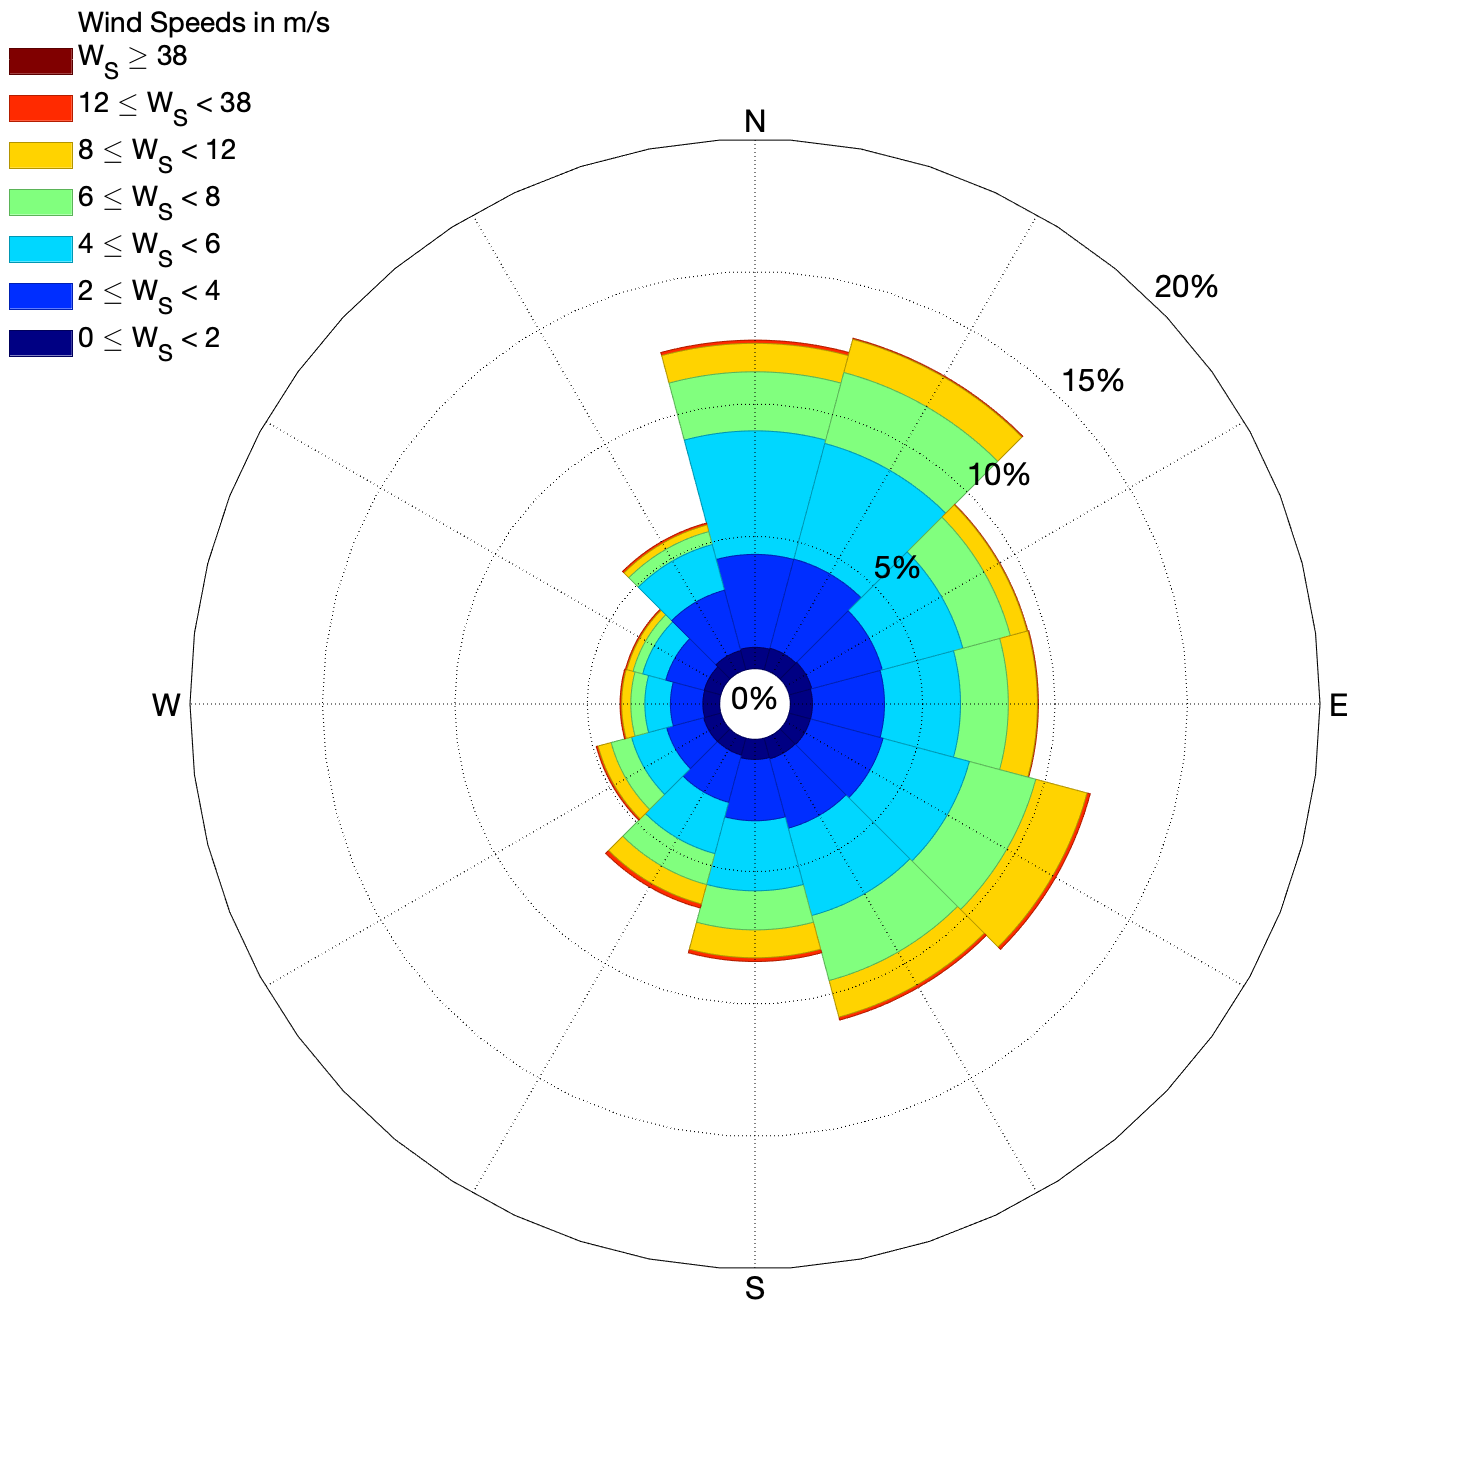 Wind Speeds in m/s
W_S ≥ 38
12 ≤ W_S < 38
8 ≤ W_S < 12
6 ≤ W_S < 8
4 ≤ W_S < 6
2 ≤ W_S < 4
0 ≤ W_S < 2
N
20%
15%
10%
5%
0%
W
E
S